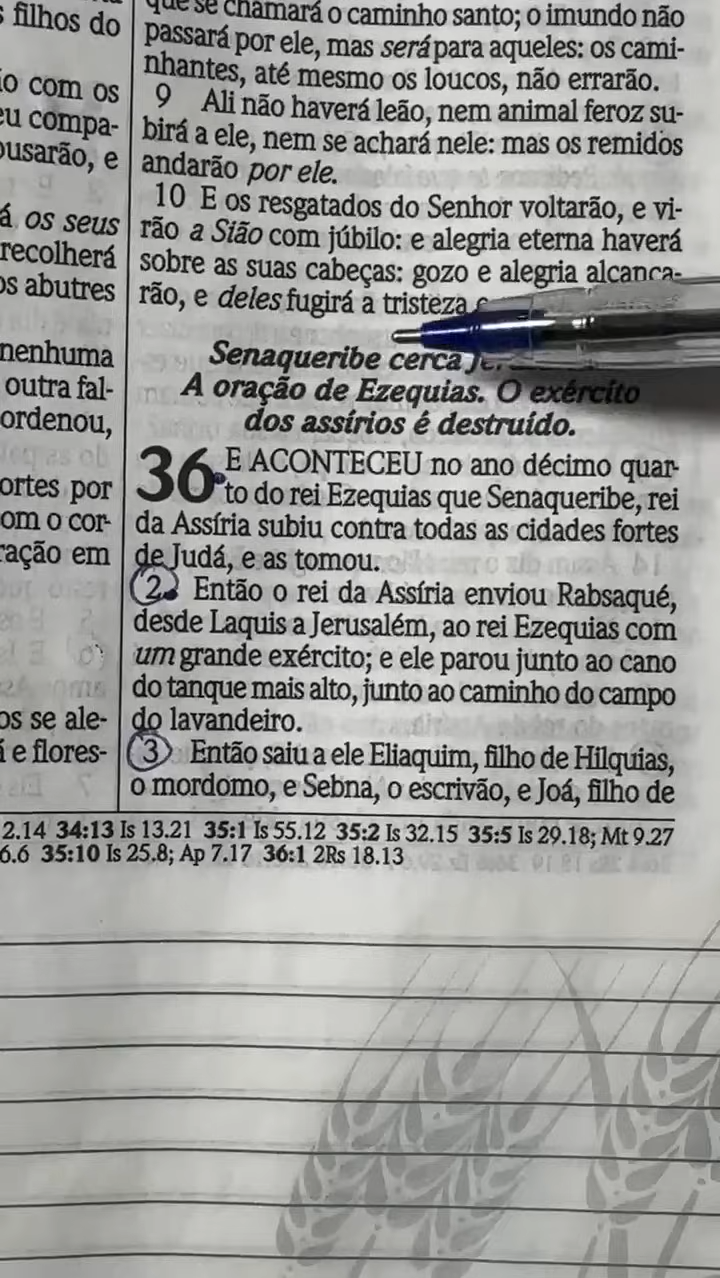 filhos do
io com os
eu compa-
ousarão, e
á os seus
recolherá
os abutres
nenhuma
outra fal-
ordenou,
ortes por
om o cor-
ração em
os se ale-
á e flores-
que se chamará o caminho santo; o imundo não
passará por ele, mas será para aqueles: os cami-
nhantes, até mesmo os loucos, não errarão.
9 Ali não haverá leão, nem animal feroz su-
birá a ele, nem se achará nele: mas os remidos
andarão por ele.
10 E os resgatados do Senhor voltarão, e vi-
rão a Sião com júbilo: e alegria eterna haverá
sobre as suas cabeças: gozo e alegria alcança-
rão, e deles fugirá a tristeza
Senaqueribe cerca
A oração de Ezequias. O exército
dos assírios é destruído.
36 E ACONTECEU no ano décimo quar-
to do rei Ezequias que Senaqueribe, rei
da Assíria subiu contra todas as cidades fortes
de Judá, e as tomou.
2 Então o rei da Assíria enviou Rabsaqué,
desde Laquis a Jerusalém, ao rei Ezequias com
um grande exército; e ele parou junto ao cano
do tanque mais alto, junto ao caminho do campo
do lavandeiro.
3 Então saiu a ele Eliaquim, filho de Hilquias,
o mordomo, e Sebna, o escrivão, e Joá, filho de
2.14 34:13 Is 13.21 35:1 Is 55.12 35:2 Is 32.15 35:5 Is 29.18; Mt 9.27
6.6 35:10 Is 25.8; Ap 7.17 36:1 2Rs 18.13